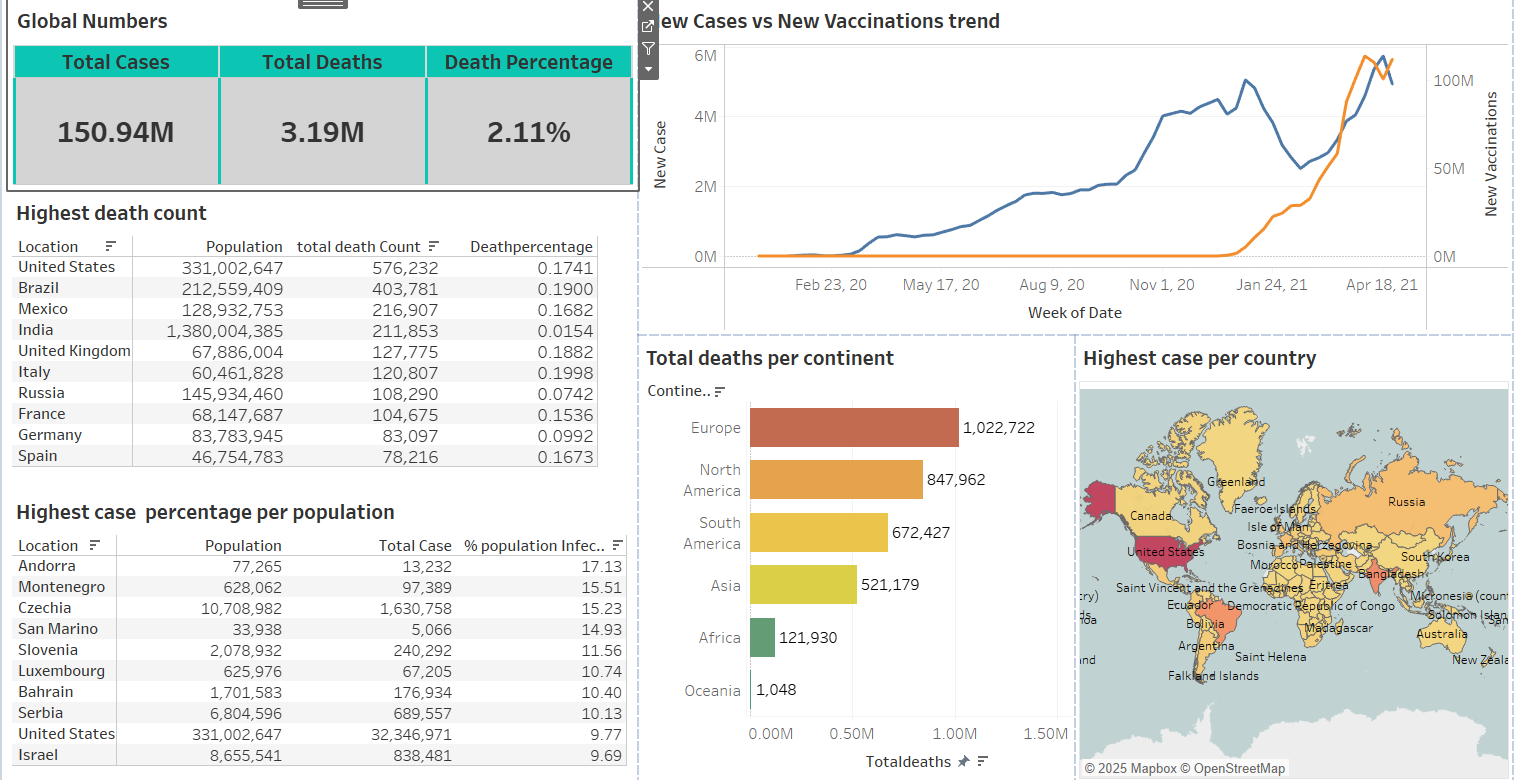 Global Numbers
Total Cases Total Deaths Death Percentage
150.94M 3.19M 2.11%
Highest death count
Location Population total death Count Deathpercentage
United States 331,002,647 576,232 0.1741
Brazil 212,559,409 403,781 0.1900
Mexico 128,932,753 216,907 0.1682
India 1,380,004,385 211,853 0.0154
United Kingdom 67,886,004 127,775 0.1882
Italy 60,461,828 120,807 0.1998
Russia 145,934,460 108,290 0.0742
France 68,147,687 104,675 0.1536
Germany 83,783,945 83,097 0.0992
Spain 46,754,783 78,216 0.1673
Highest case percentage per population
Location Population Total Case % population Infec..
Andorra 77,265 13,232 17.13
Montenegro 628,062 97,389 15.51
Czechia 10,708,982 1,630,758 15.23
San Marino 33,938 5,066 14.93
Slovenia 2,078,932 240,292 11.56
Luxembourg 625,976 67,205 10.74
Bahrain 1,701,583 176,934 10.40
Serbia 6,804,596 689,557 10.13
United States 331,002,647 32,346,971 9.77
Israel 8,655,541 838,481 9.69
ew Cases vs New Vaccinations trend
New Case
6M
4M
2M
0M
100M
50M
0M
New Vaccinations
Feb 23, 20 May 17, 20 Aug 9, 20 Nov 1, 20 Jan 24, 21 Apr 18, 21
Week of Date
Total deaths per continent
Contine..
Europe 1,022,722
North America 847,962
South America 672,427
Asia 521,179
Africa 121,930
Oceania 1,048
0.00M 0.50M 1.00M 1.50M
Totaldeaths
Highest case per country
Greenland
Russia
Faeroe Islands
Canada
Isle of Man
Bosnia and Herzegovina
United States
South Korea
Morocco
Palestine
Bangladesh
Saint Vincent and the Grenadines
Eritrea
Micronesia (coun
ry)
Ecuador
Democratic Republic of Congo
Solomon Islan
ds
Bolivia
Madagascar
Sam
oa
Australia
Argentina
Saint Helena
New Zeala
nd
Falkland Islands
© 2025 Mapbox © OpenStreetMap